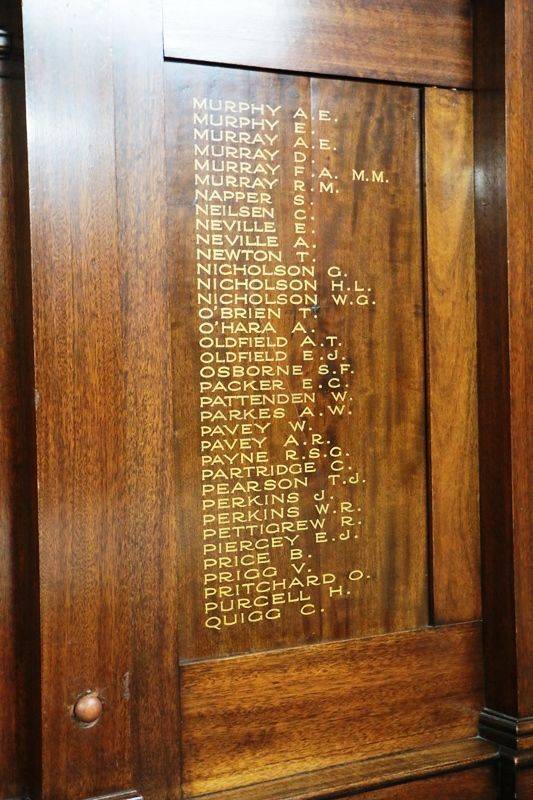 MURPHY A.E.
MURPHY E.
MURRAY A.E.
MURRAY D.
MURRAY F.A. M.M.
MURRAY R.M.
NAPPER S.
NEILSEN C.
NEVILLE E.
NEVILLE A.
NEWTON T.
NICHOLSON G.
NICHOLSON H.L.
NICHOLSON W.G.
O'BRIEN T.
O'HARA A.
OLDFIELD A.T.
OLDFIELD E.J.
OSBORNE S.F.
PACKER E.C.
PATTENDEN W.
PARKES A.W.
PAVEY W.
PAVEY A.R.
PAYNE R.S.G.
PARTRIDGE C.
PEARSON T.J.
PERKINS J.
PERKINS W.R.
PETTIGREW R.
PIERCEY E.J.
PRICE B.
PRIGG V.
PRITCHARD O.
PURCELL H.
QUIGG C.